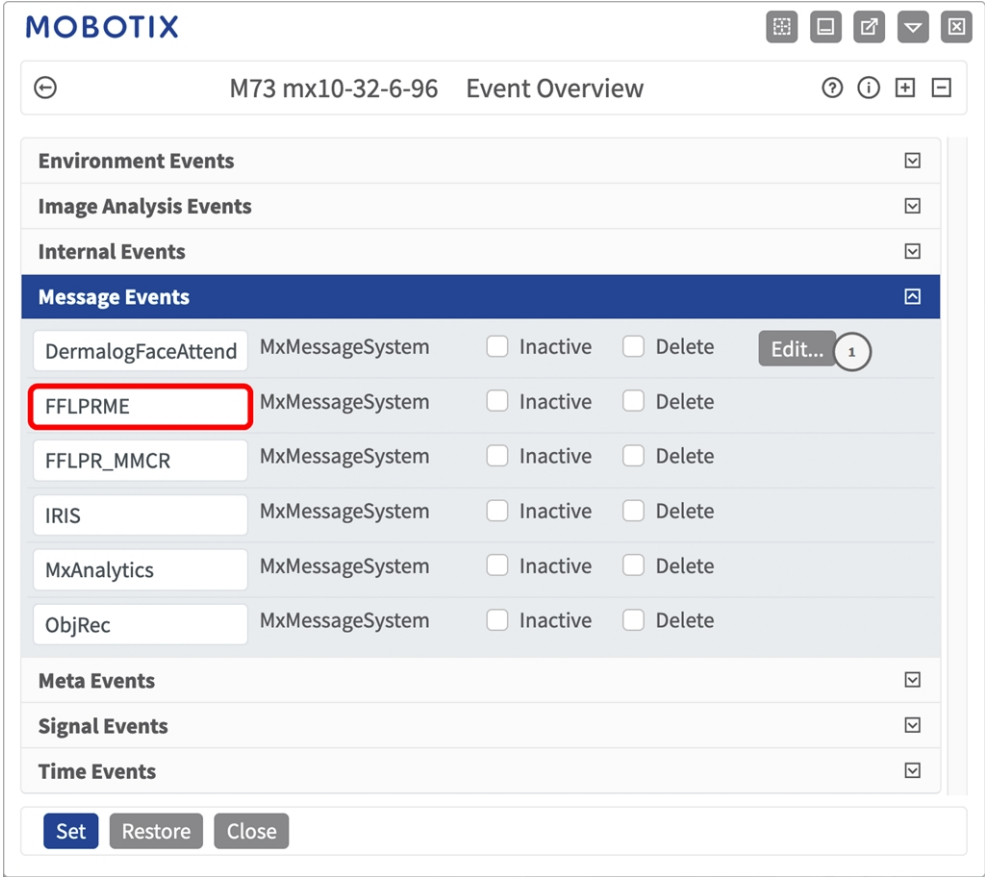 MOBOTIX
M73 mx10-32-6-96 Event Overview
Environment Events
Image Analysis Events
Internal Events
Message Events
DermalogFaceAttend MxMessageSystem Inactive Delete Edit... 1
FFLPRME MxMessageSystem Inactive Delete
FFLPR_MMCR MxMessageSystem Inactive Delete
IRIS MxMessageSystem Inactive Delete
MxAnalytics MxMessageSystem Inactive Delete
ObjRec MxMessageSystem Inactive Delete
Meta Events
Signal Events
Time Events
Set Restore Close